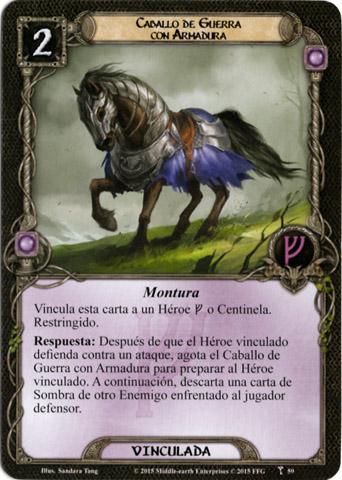 2
CABALLO DE GUERRA
CON ARMADURA
Montura
Vincula esta carta a un Héroe o Centinela.
Restringido.
Respuesta: Después de que el Héroe vinculado
defienda contra un ataque, agota el Caballo de
Guerra con Armadura para preparar al Héroe
vinculado. A continuación, descarta una carta de
Sombra de otro Enemigo enfrentado al jugador
defensor.
VINCULADA
Illus. Sandara Tang © 2015 Middle-earth Enterprises © 2015 FFG 59